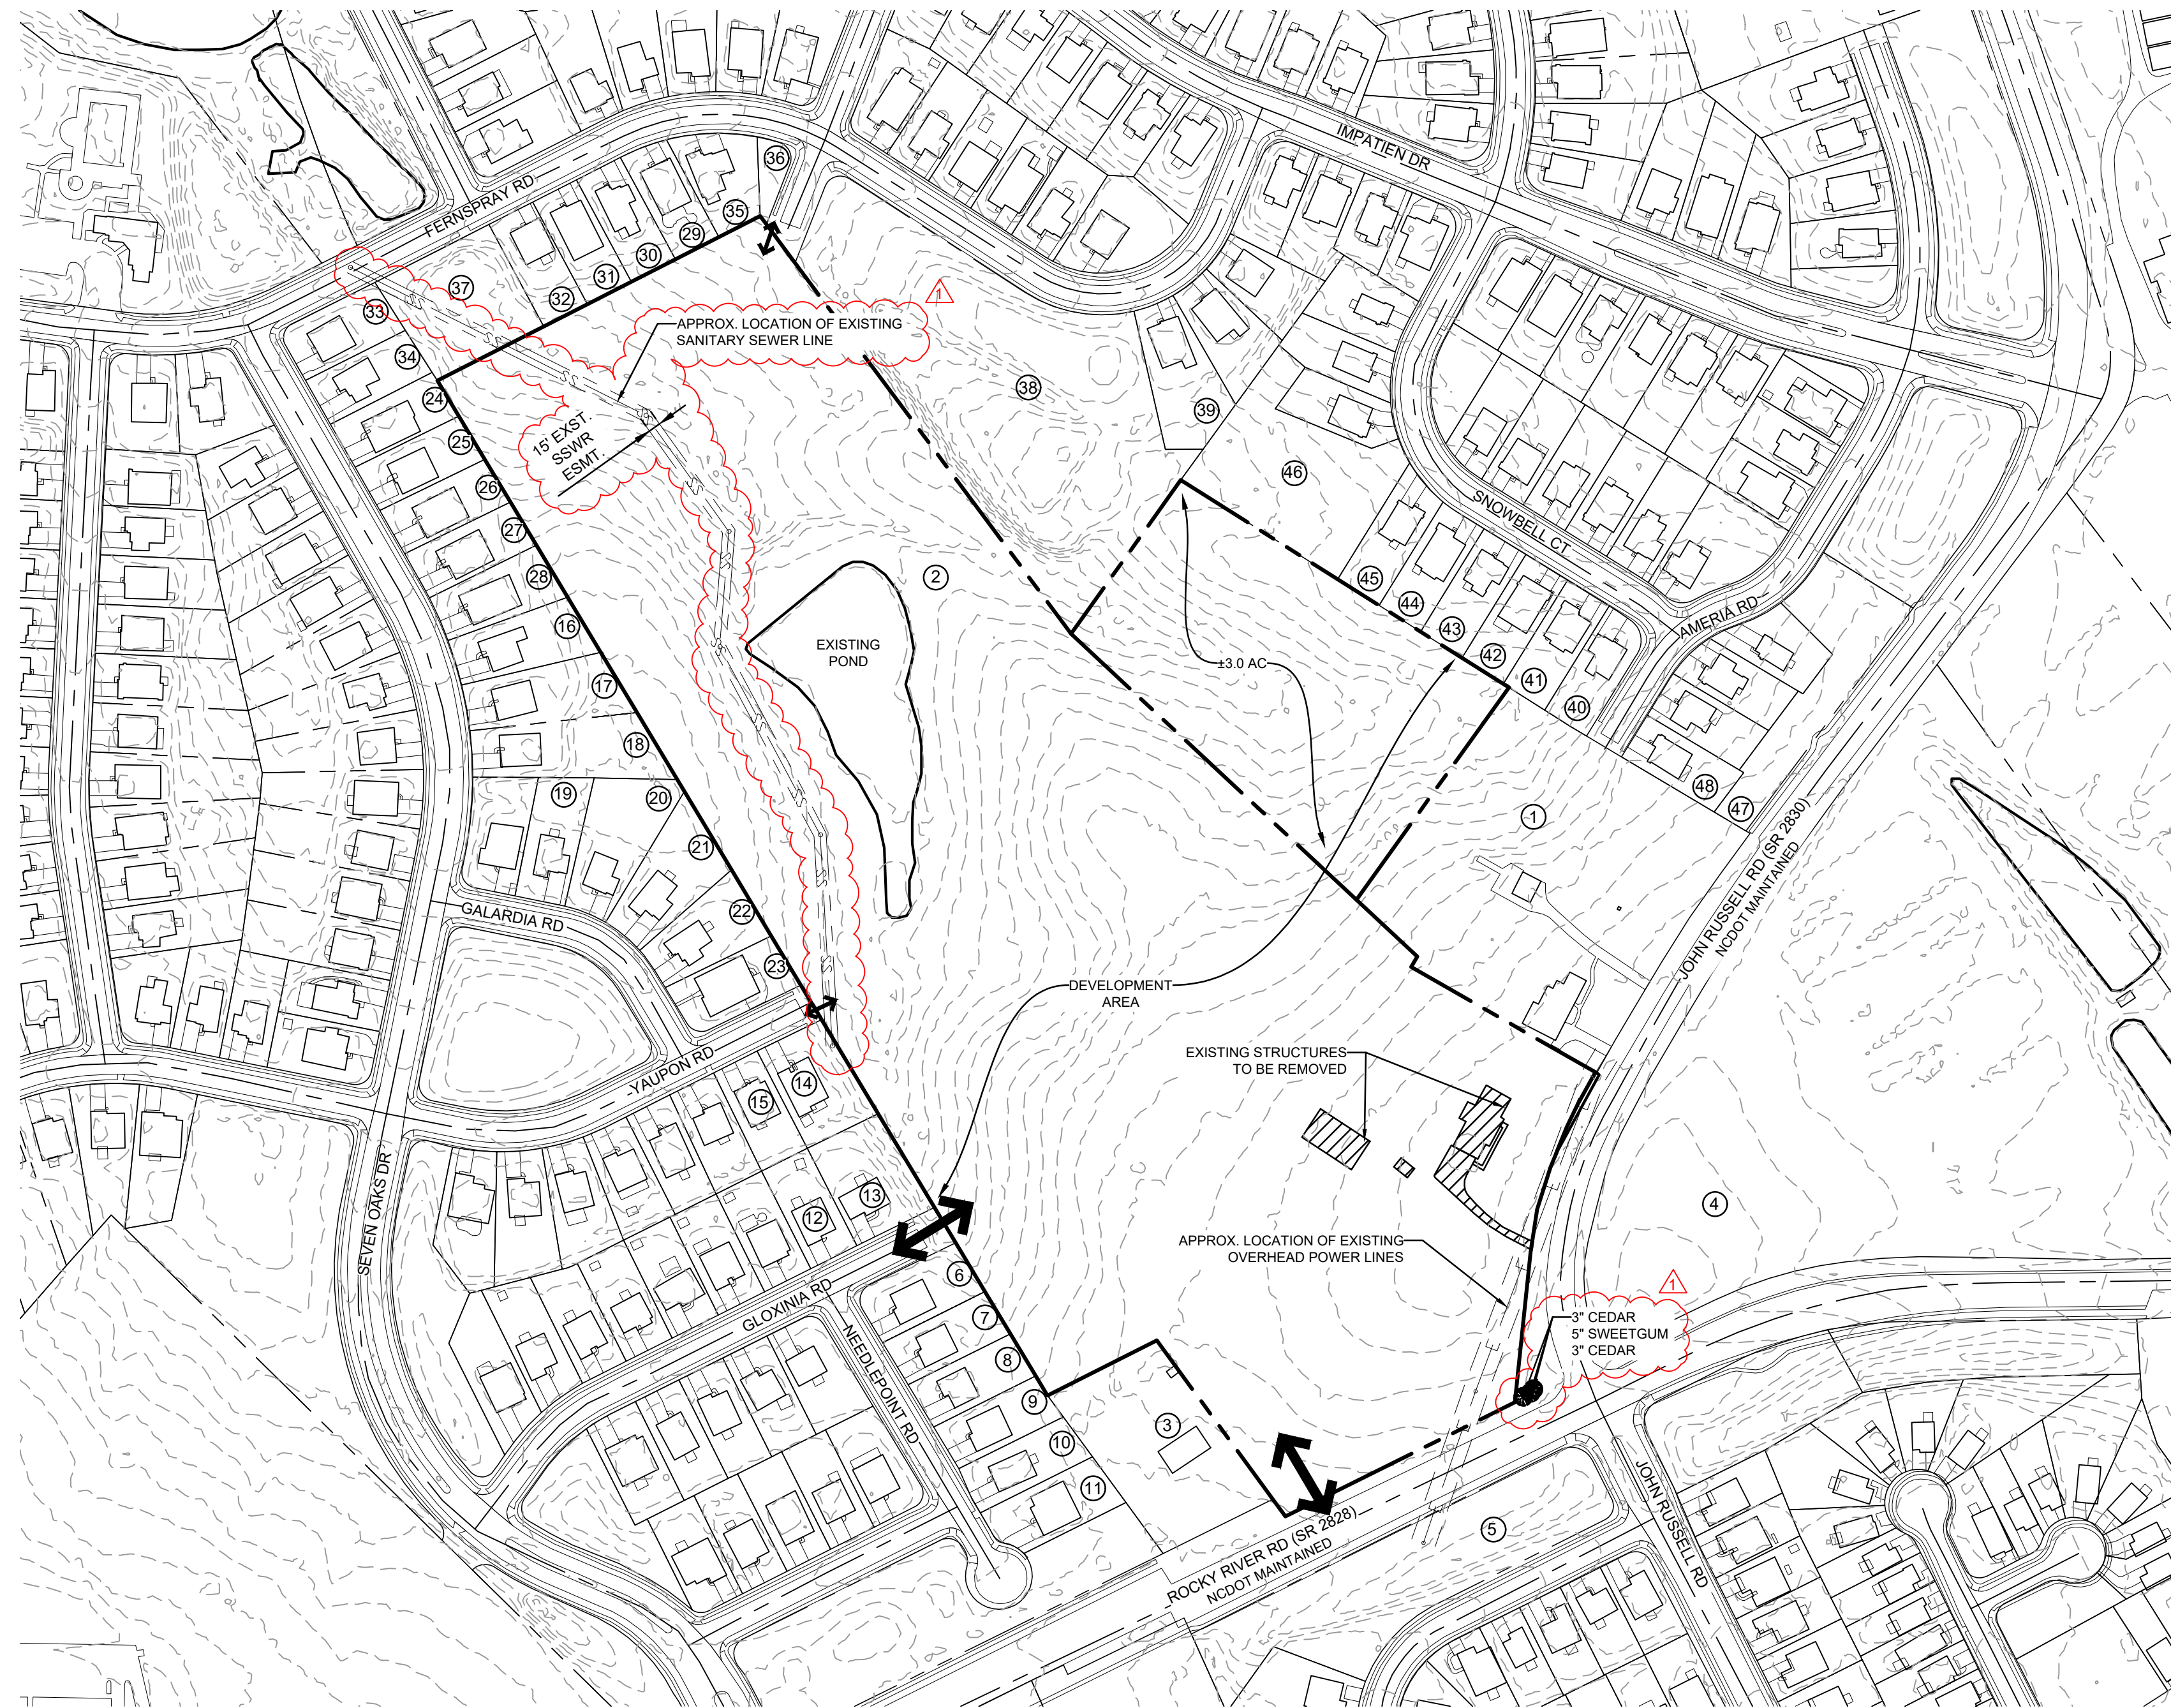 IMPATIEN DR
36
FERNSPRAY RD
35
29
30
31
32
37
33
34
1
APPROX. LOCATION OF EXISTING
SANITARY SEWER LINE
24
25
26
27
28
15' EXST.
SSWR
ESMT.
38
39
46
2
EXISTING
POND
SNOWBELL CT
45
44
43
42
41
40
AMERIA RD
48
47
16
17
18
19
20
21
22
23
±3.0 AC
1
JOHN RUSSELL RD (SR 2830)
NCDOT MAINTAINED
GALARDIA RD
DEVELOPMENT
AREA
YAUPON RD
14
15
EXISTING STRUCTURES
TO BE REMOVED
SEVEN OAKS DR
13
12
4
APPROX. LOCATION OF EXISTING
OVERHEAD POWER LINES
6
7
8
9
10
11
GLOXINIA RD
NEEDLEPOINT RD
1
3" CEDAR
5" SWEETGUM
3" CEDAR
3
5
JOHN RUSSELL RD
ROCKY RIVER RD (SR 2828)
NCDOT MAINTAINED